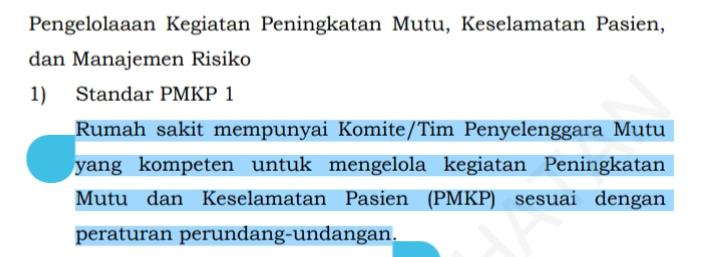 Pengelolaaan Kegiatan Peningkatan Mutu, Keselamatan Pasien,
dan Manajemen Risiko
1) Standar PMKP 1
Rumah sakit mempunyai Komite/Tim Penyelenggara Mutu
yang kompeten untuk mengelola kegiatan Peningkatan
Mutu dan Keselamatan Pasien (PMKP) sesuai dengan
peraturan perundang-undangan.